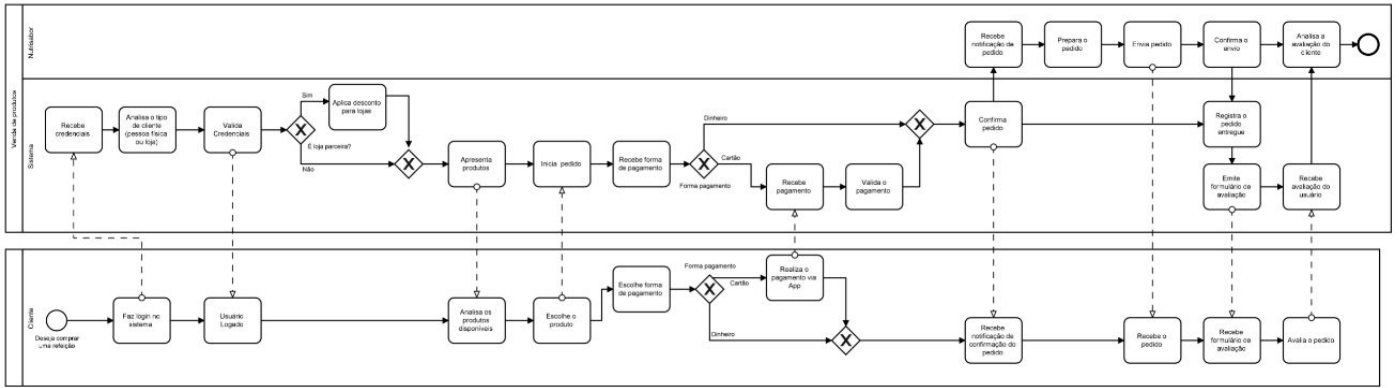 Venda de produtos
Nutrisabor
Recebe
notificação de
pedido
Prepara o
pedido
Envia pedido
Confirma o
envio
Analisa a
avaliação do
cliente
Sistema
Recebe
credenciais
Analisa o tipo
de cliente
(pessoa física
ou loja)
Valida
Credenciais
Sim
É loja parceira?
Não
Aplica desconto
para lojas
Apresenta
produtos
Inicia pedido
Recebe forma
de pagamento
Dinheiro
Cartão
Forma pagamento
Recebe
pagamento
Valida o
pagamento
Confirma
pedido
Registra o
pedido
entregue
Emite
formulário de
avaliação
Recebe
avaliação do
usuário
Cliente
Deseja comprar
uma refeição
Faz login no
sistema
Usuário
Logado
Analisa os
produtos
disponíveis
Escolhe o
produto
Escolhe forma
de pagamento
Forma pagamento
Cartão
Dinheiro
Realiza o
pagamento via
App
Recebe
notificação de
confirmação do
pedido
Recebe o
pedido
Recebe
formulário de
avaliação
Avalia o pedido